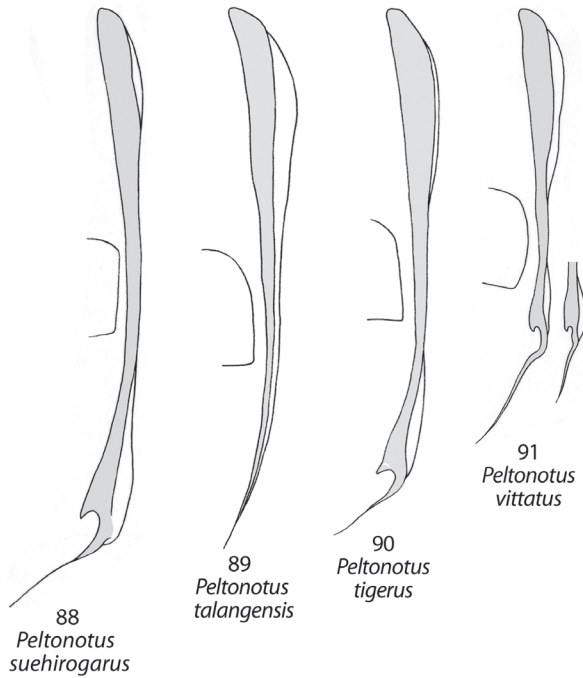 88
Peltonotus
suehirogarus
89
Peltonotus
talangensis
90
Peltonotus
tigerus
91
Peltonotus
vittatus